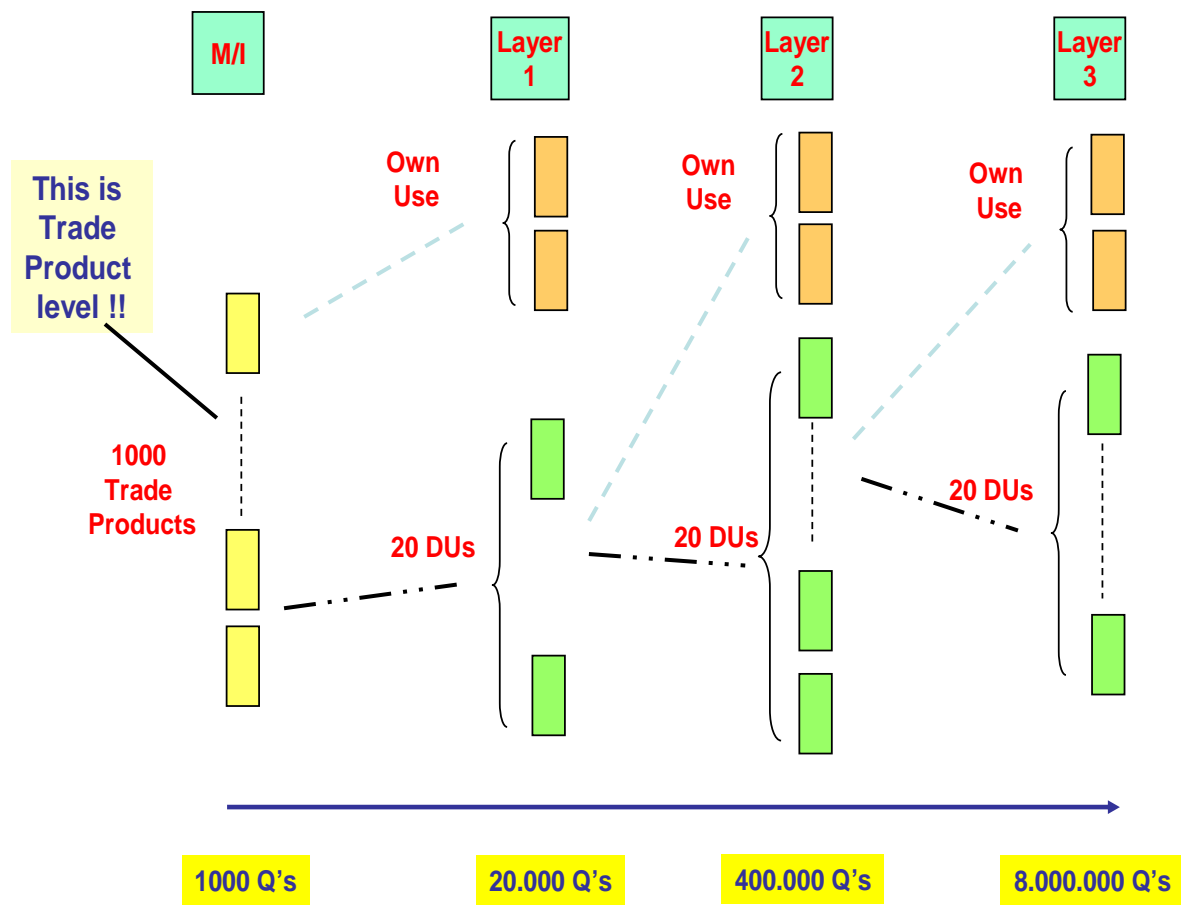 M/I
Layer
1
Layer
2
Layer
3
Own
Use
Own
Use
Own
Use
This is
Trade
Product
level !!
1000
Trade
Products
20 DUs
20 DUs
20 DUs
1000 Q’s
20.000 Q’s
400.000 Q’s
8.000.000 Q’s